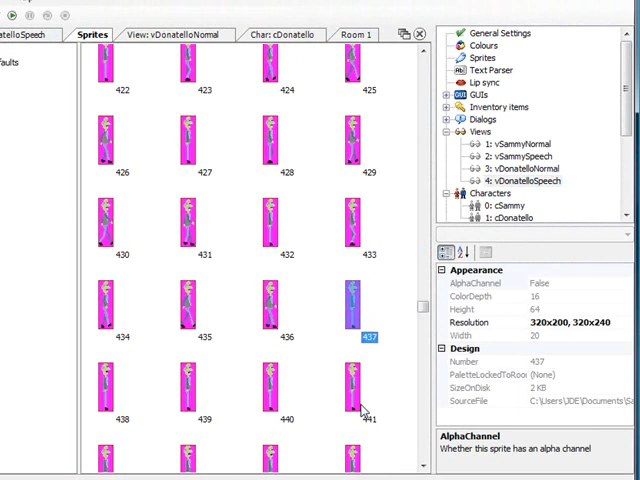 atelloSpeech
Sprites
View: vDonatelloNormal
Char: cDonatello
Room 1
faults
422
423
424
425
426
427
428
429
430
431
432
433
434
435
436
437
438
439
440
441
General Settings
Colours
Sprites
Text Parser
Lip sync
GUIs
Inventory items
Dialogs
Views
1: vSammyNormal
2: vSammySpeech
3: vDonatelloNormal
4: vDonatelloSpeech
Characters
0: cSammy
1: cDonatello
Appearance
AlphaChannel False
ColorDepth 16
Height 64
Resolution 320x200, 320x240
Width 20
Design
Number 437
PaletteLockedToRoo (None)
SizeOnDisk 2 KB
SourceFile C:\Users\JDE\Documents\Sa
AlphaChannel
Whether this sprite has an alpha channel